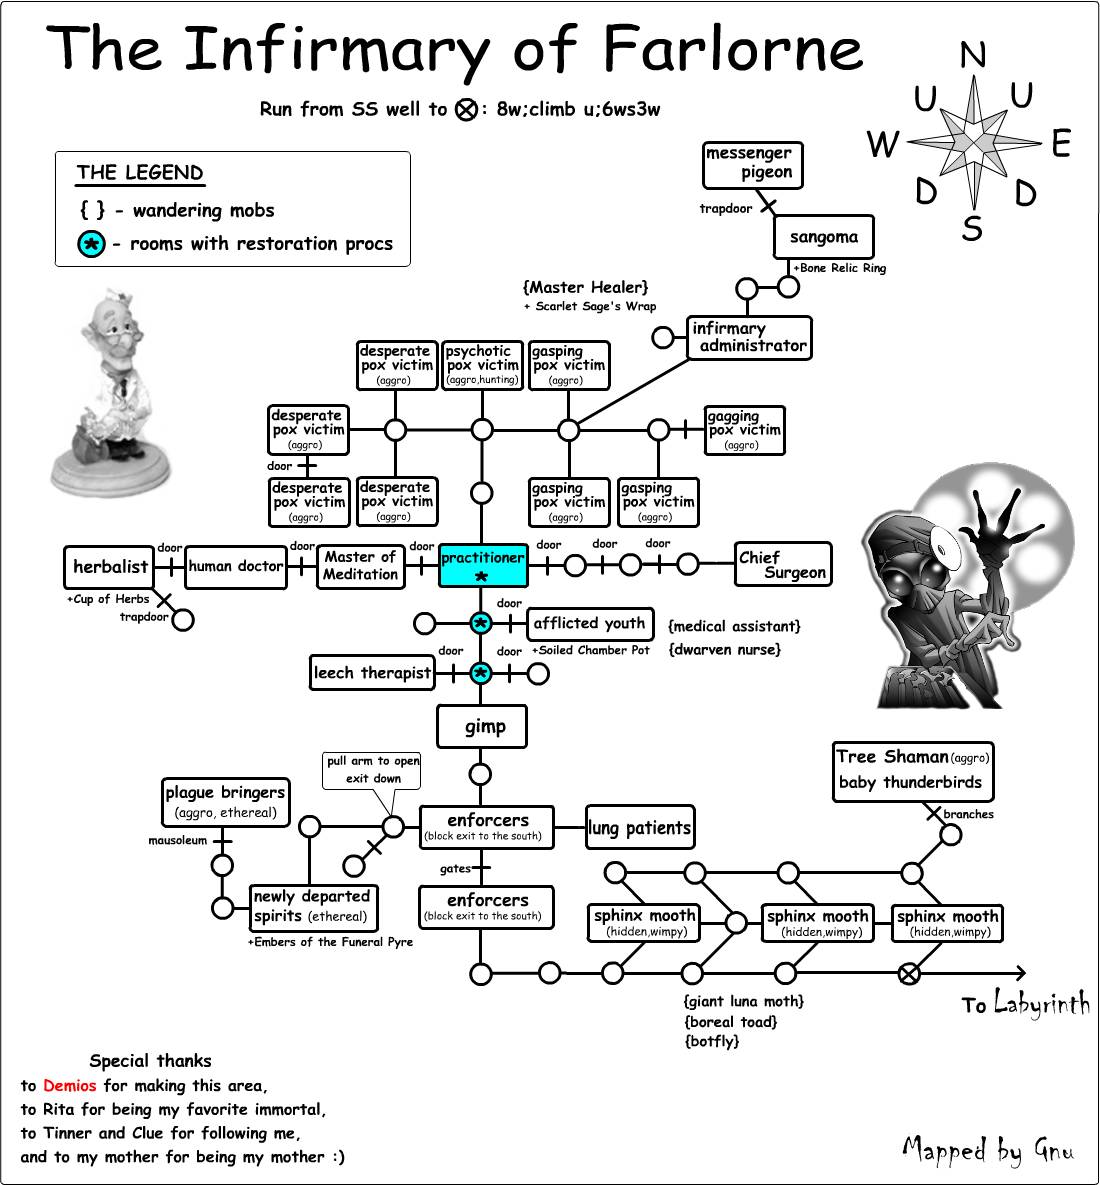 The Infirmary of Farlorne
Run from SS well to ⊗: 8w;climb u;6ws3w
N
U U
W E
D D
S
THE LEGEND
{ } - wandering mobs
* - rooms with restoration procs
messenger
pigeon
trapdoor
sangoma
+Bone Relic Ring
{Master Healer}
+ Scarlet Sage's Wrap
infirmary
administrator
desperate
pox victim
(aggro)
psychotic
pox victim
(aggro,hunting)
gasping
pox victim
(aggro)
desperate
pox victim
(aggro)
gagging
pox victim
(aggro)
door
desperate
pox victim
(aggro)
desperate
pox victim
(aggro)
gasping
pox victim
(aggro)
gasping
pox victim
(aggro)
herbalist
door
human doctor
door
Master of
Meditation
door
practitioner
*
door
door
door
Chief
Surgeon
+Cup of Herbs
trapdoor
*
door
afflicted youth
+Soiled Chamber Pot
{medical assistant}
{dwarven nurse}
leech therapist
door
*
door
gimp
pull arm to open
exit down
plague bringers
(aggro, ethereal)
mausoleum
enforcers
(block exit to the south)
lung patients
gates
newly departed
spirits (ethereal)
+Embers of the Funeral Pyre
enforcers
(block exit to the south)
Tree Shaman (aggro)
baby thunderbirds
branches
sphinx mooth
(hidden,wimpy)
sphinx mooth
(hidden,wimpy)
sphinx mooth
(hidden,wimpy)
To Labyrinth
{giant luna moth}
{boreal toad}
{botfly}
Special thanks
to Demios for making this area,
to Rita for being my favorite immortal,
to Tinner and Clue for following me,
and to my mother for being my mother :)
Mapped by Gnu